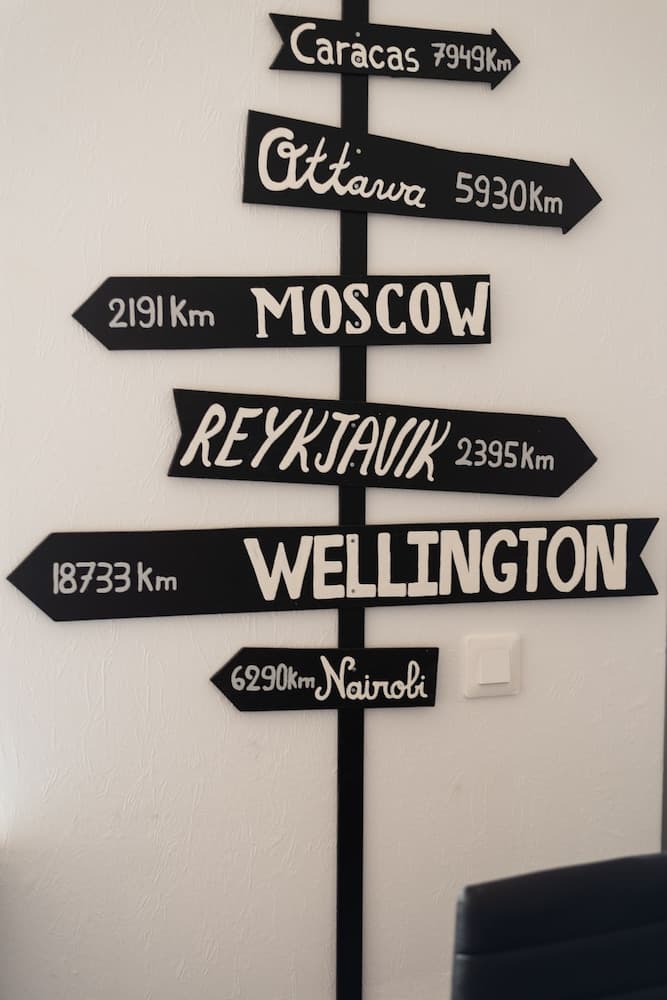 Caracas 7949Km
Ottawa 5930Km
2191Km MOSCOW
REYKJAVIK 2395Km
18733Km WELLINGTON
6290Km Nairobi